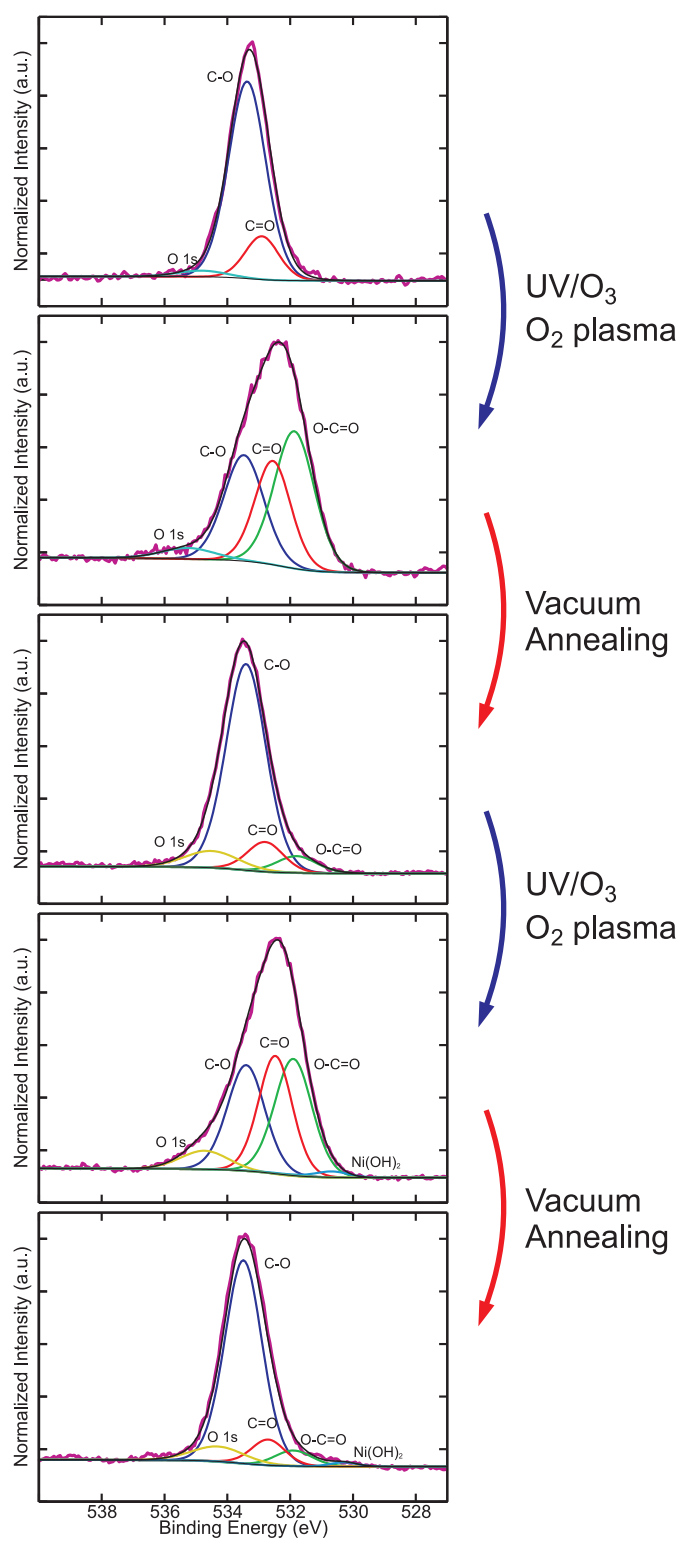 Normalized Intensity (a.u.)
C-O
C=O
O 1s
UV/O₃
O₂ plasma
Normalized Intensity (a.u.)
O-C=O
C-O
C=O
O 1s
Vacuum
Annealing
Normalized Intensity (a.u.)
C-O
O 1s
C=O
O-C=O
UV/O₃
O₂ plasma
Normalized Intensity (a.u.)
C=O
C-O
O-C=O
O 1s
Ni(OH)₂
Vacuum
Annealing
Normalized Intensity (a.u.)
C-O
O 1s
C=O
O-C=O
Ni(OH)₂
538 536 534 532 530 528
Binding Energy (eV)